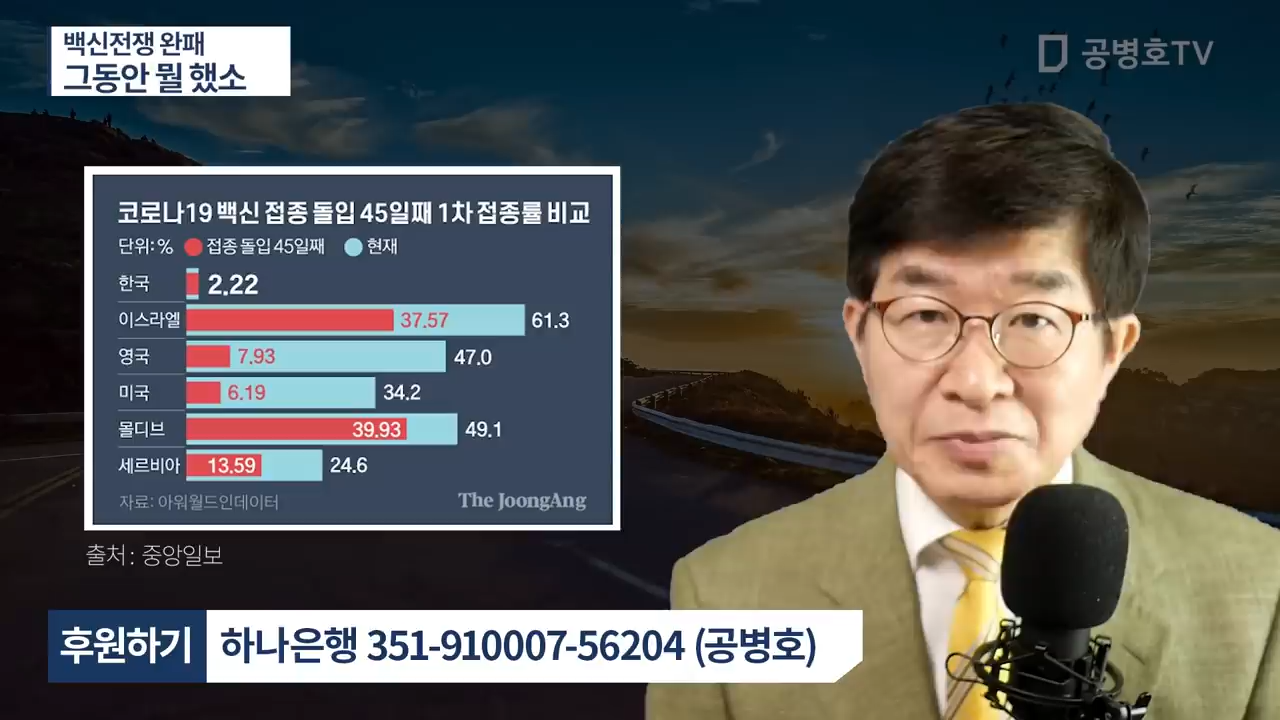 백신전쟁 완패
그동안 뭘 했소
공병호TV
코로나19 백신 접종 돌입 45일째 1차 접종률 비교
단위: % 접종 돌입 45일째 현재
한국 2.22
이스라엘 37.57 61.3
영국 7.93 47.0
미국 6.19 34.2
몰디브 39.93 49.1
세르비아 13.59 24.6
자료: 아워월드인데이터 The JoongAng
출처 : 중앙일보
후원하기 하나은행 351-910007-56204 (공병호)